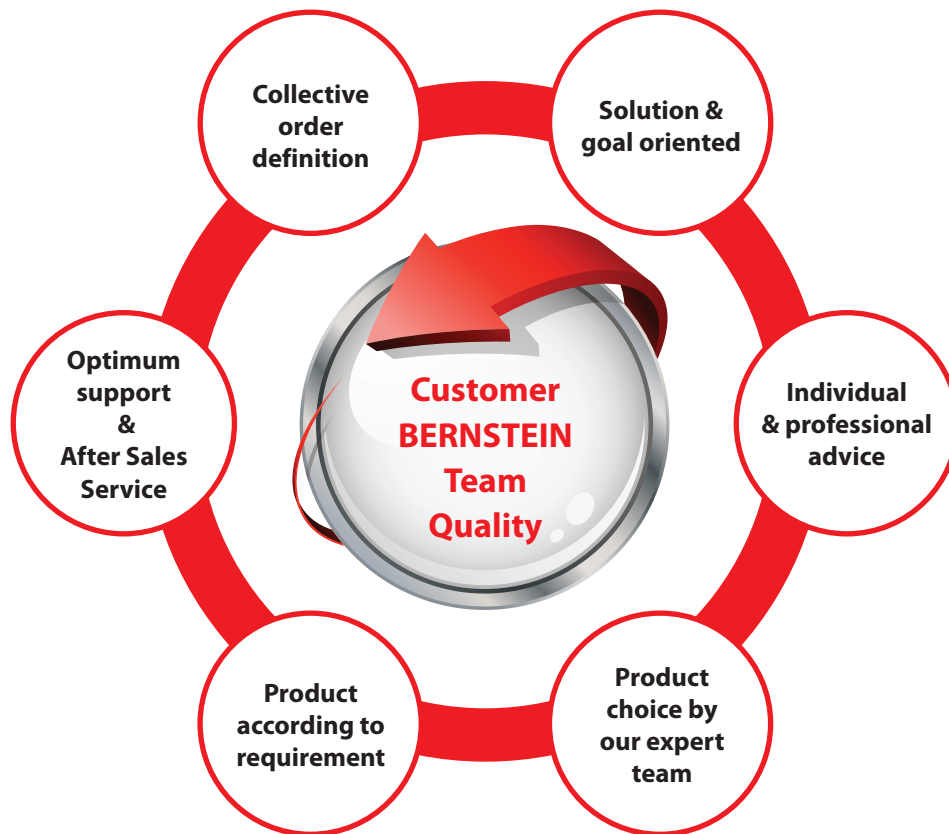 Collective
order
definition
Solution &
goal oriented
Optimum
support
&
After Sales
Service
Customer
BERNSTEIN
Team
Quality
Individual
& professional
advice
Product
according to
requirement
Product
choice by
our expert
team